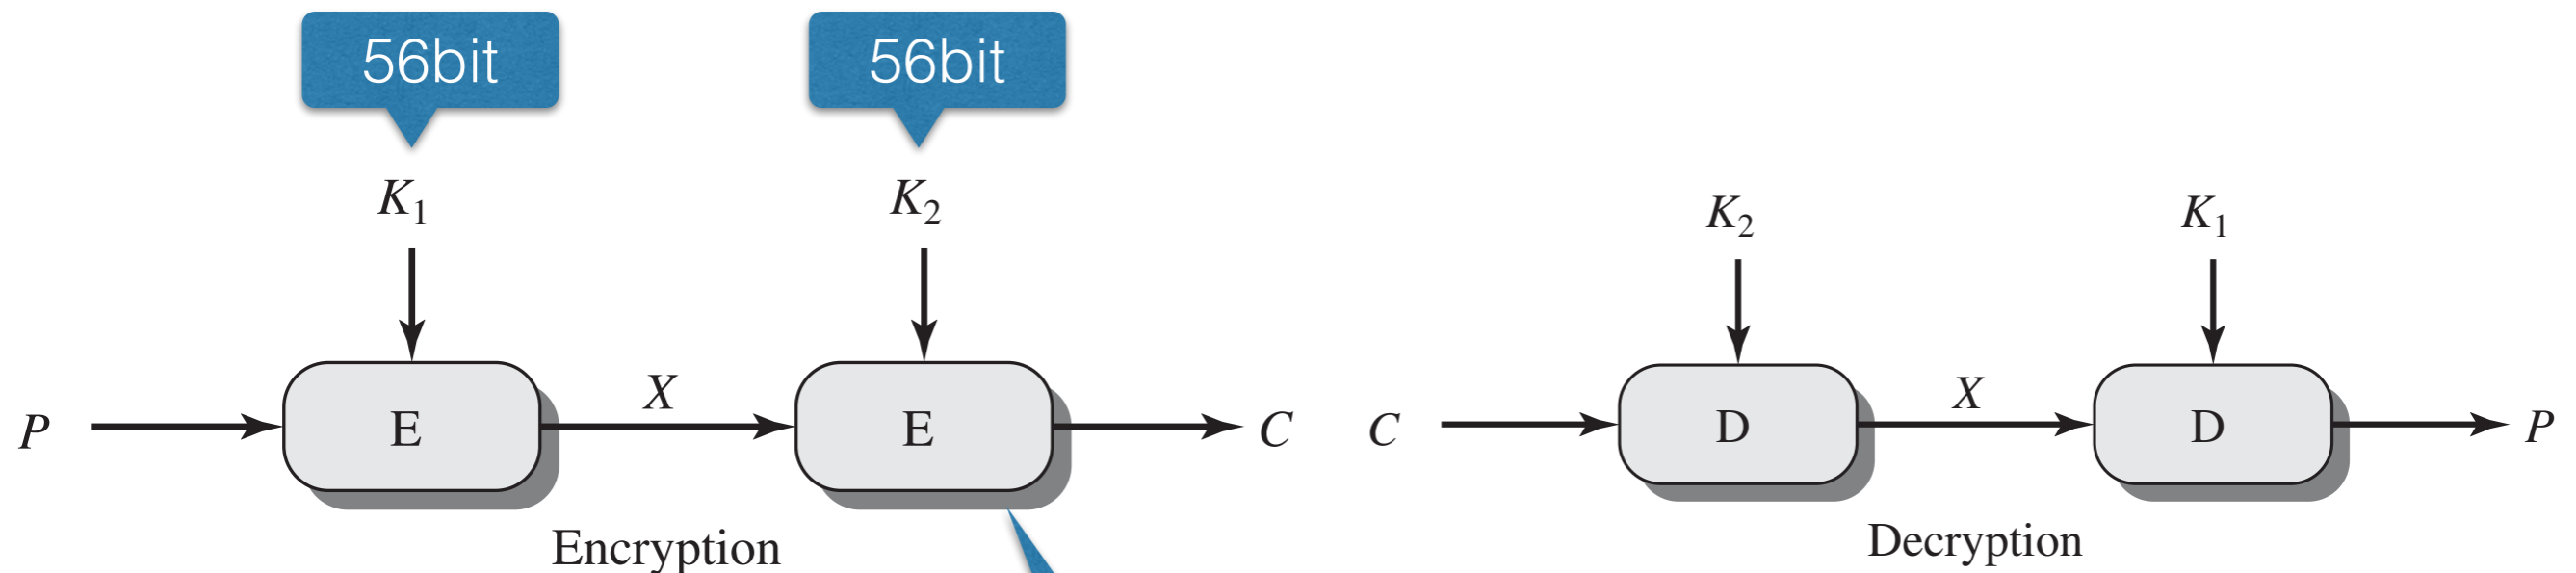 56bit 56bit
K₁ K₂ K₂ K₁
P E X E C C D X D P
Encryption Decryption